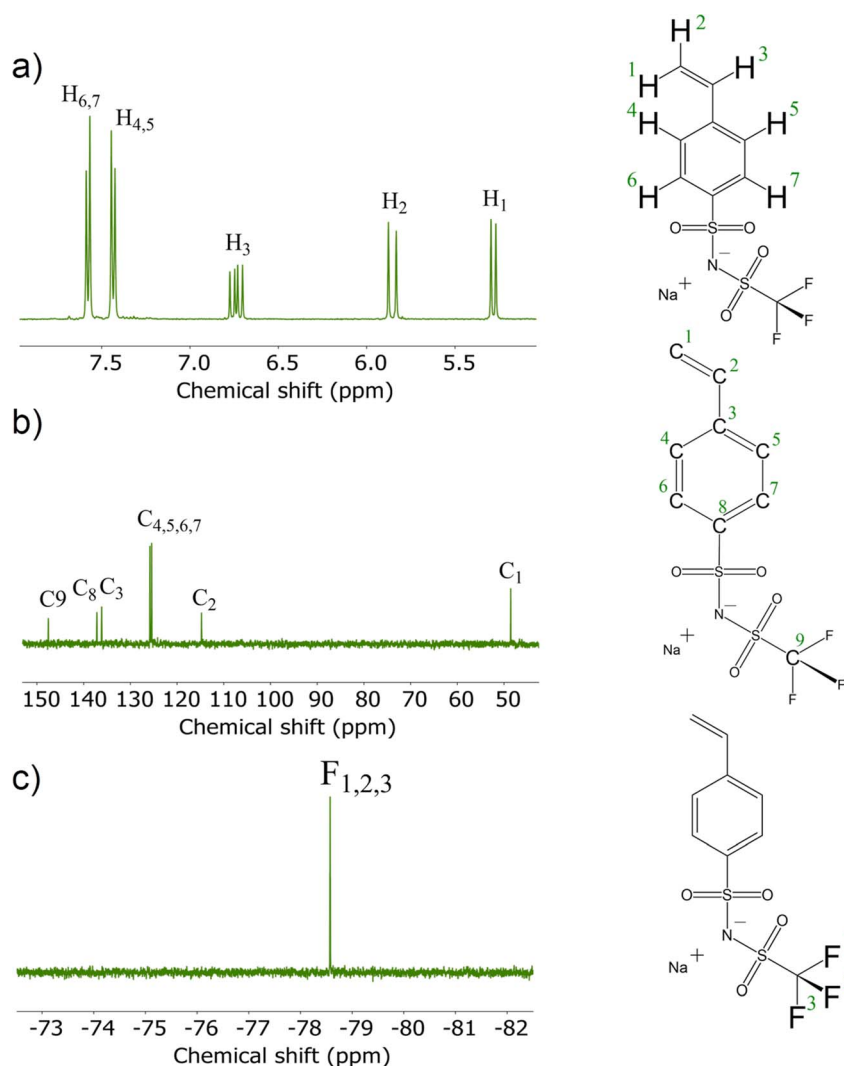 a)
H6,7
H4,5
H3
H2
H1
7.5 7.0 6.5 6.0 5.5
Chemical shift (ppm)
2
H
1 3
H H
4 5
H H
6 7
H H
O S O
N −
Na + O
S
O F
F F
b)
C9
C8
C3
C4,5,6,7
C2
C1
150 140 130 120 110 100 90 80 70 60 50
Chemical shift (ppm)
C
1
C
2
3
C
4 5
C C
6 7
C C
8
C
O S O
N −
Na + O
S 9
O C F
F F
c)
F1,2,3
-73 -74 -75 -76 -77 -78 -79 -80 -81 -82
Chemical shift (ppm)
O S O
N −
Na + O
S
O F
F 3 F